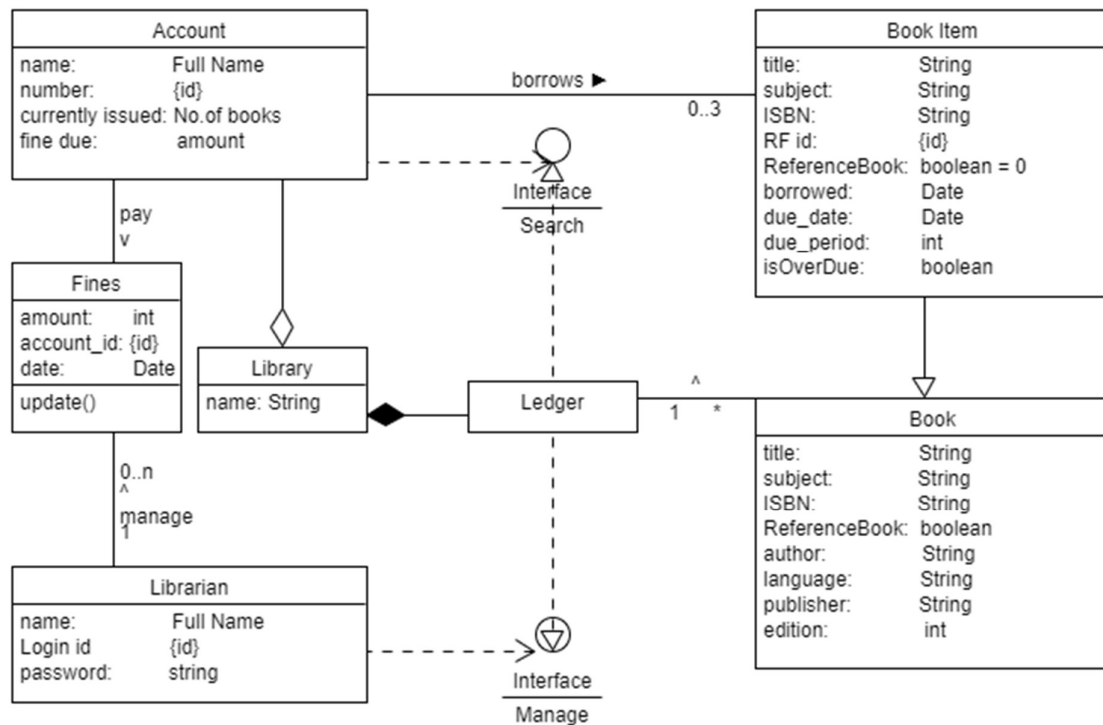 Account
name: Full Name
number: {id}
currently issued: No.of books
fine due: amount
borrows ►
0..3
Book Item
title: String
subject: String
ISBN: String
RF id: {id}
ReferenceBook: boolean = 0
borrowed: Date
due_date: Date
due_period: int
isOverDue: boolean
Interface
Search
pay
v
Fines
amount: int
account_id: {id}
date: Date
update()
Library
name: String
Ledger
^
1 *
Book
title: String
subject: String
ISBN: String
ReferenceBook: boolean
author: String
language: String
publisher: String
edition: int
0..n
^
manage
1
Librarian
name: Full Name
Login id {id}
password: string
Interface
Manage